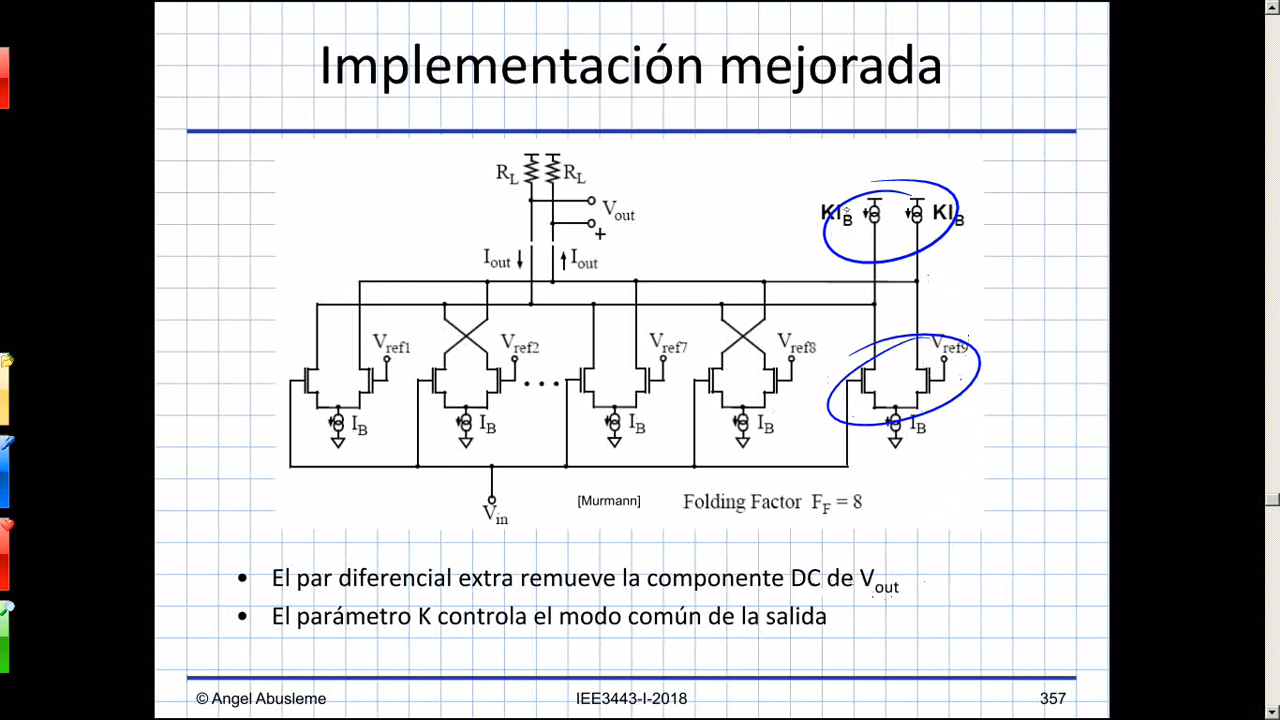 Implementación mejorada
R_L R_L
V_out
+
KI_B KI_B
I_out I_out
V_ref1 V_ref2 V_ref7 V_ref8 V_ref9
I_B I_B I_B I_B I_B
V_in
[Murmann] Folding Factor F_F = 8
• El par diferencial extra remueve la componente DC de V_out
• El parámetro K controla el modo común de la salida
© Angel Abusleme IEE3443-I-2018 357